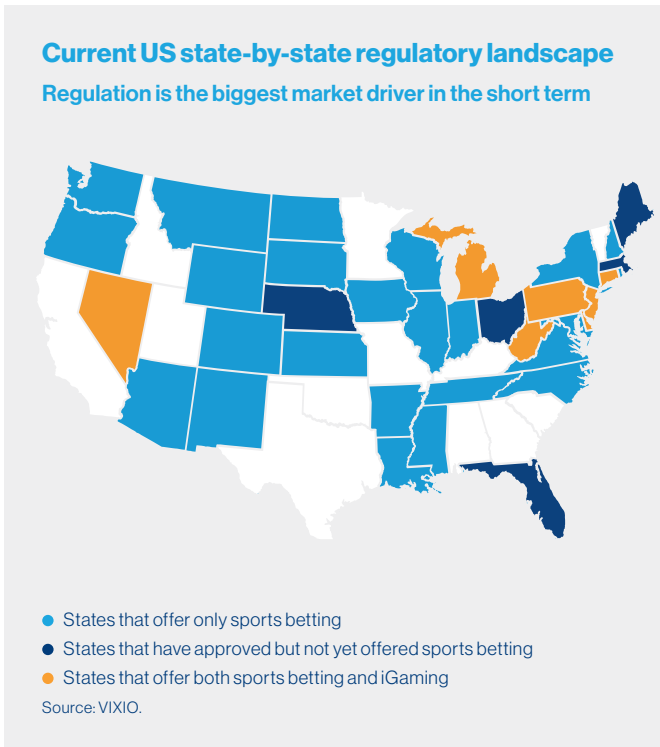 Current US state-by-state regulatory landscape
Regulation is the biggest market driver in the short term
States that offer only sports betting
States that have approved but not yet offered sports betting
States that offer both sports betting and iGaming
Source: VIXIO.